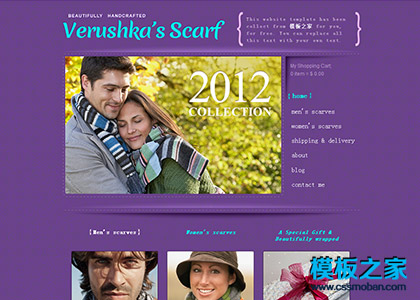 BEAUTIFULLY HANDCRAFTED
Verushka's Scarf
This website template has been
collect from 模板之家 for you,
for free. You can replace all
this text with your own text.
My Shopping Cart:
0 item = $ 0.00
2012
COLLECTION
[home]
men's scarves
women's scarves
shipping & delivery
about
blog
contact me
[Men's scarves]
Women's scarves
A Special Gift &
Beautifully wrapped
模板之家
www.cssmoban.com